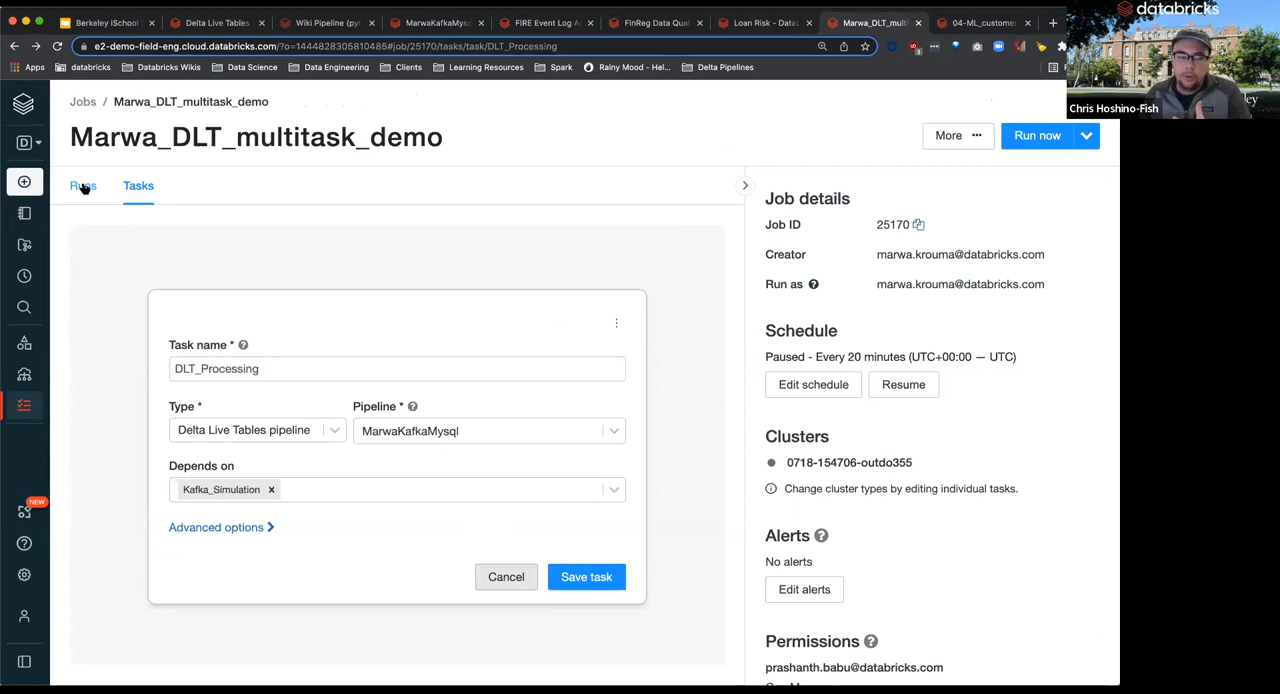 Berkeley iSchool
Delta Live Tables
Wiki Pipeline (pyt
MarwaKafkaMysq
FIRE Event Log A
FinReg Data Qual
Loan Risk - DataL
Marwa_DLT_multi
04-ML_customer
e2-demo-field-eng.cloud.databricks.com/?o=1444828305810485#job/25170/tasks/task/DLT_Processing
Apps
databricks
Databricks Wikis
Data Science
Data Engineering
Clients
Learning Resources
Spark
Rainy Mood - Hel...
Delta Pipelines
databricks
Chris Hoshino-Fish
Jobs / Marwa_DLT_multitask_demo
Marwa_DLT_multitask_demo
More ...
Run now
Runs
Tasks
Task name *
DLT_Processing
Type *
Pipeline *
Delta Live Tables pipeline
MarwaKafkaMysql
Depends on
Kafka_Simulation x
Advanced options
Cancel
Save task
Job details
Job ID
25170
Creator
marwa.krouma@databricks.com
Run as
marwa.krouma@databricks.com
Schedule
Paused - Every 20 minutes (UTC+00:00 — UTC)
Edit schedule
Resume
Clusters
0718-154706-outdo355
Change cluster types by editing individual tasks.
Alerts
No alerts
Edit alerts
Permissions
prashanth.babu@databricks.com
D
NEW